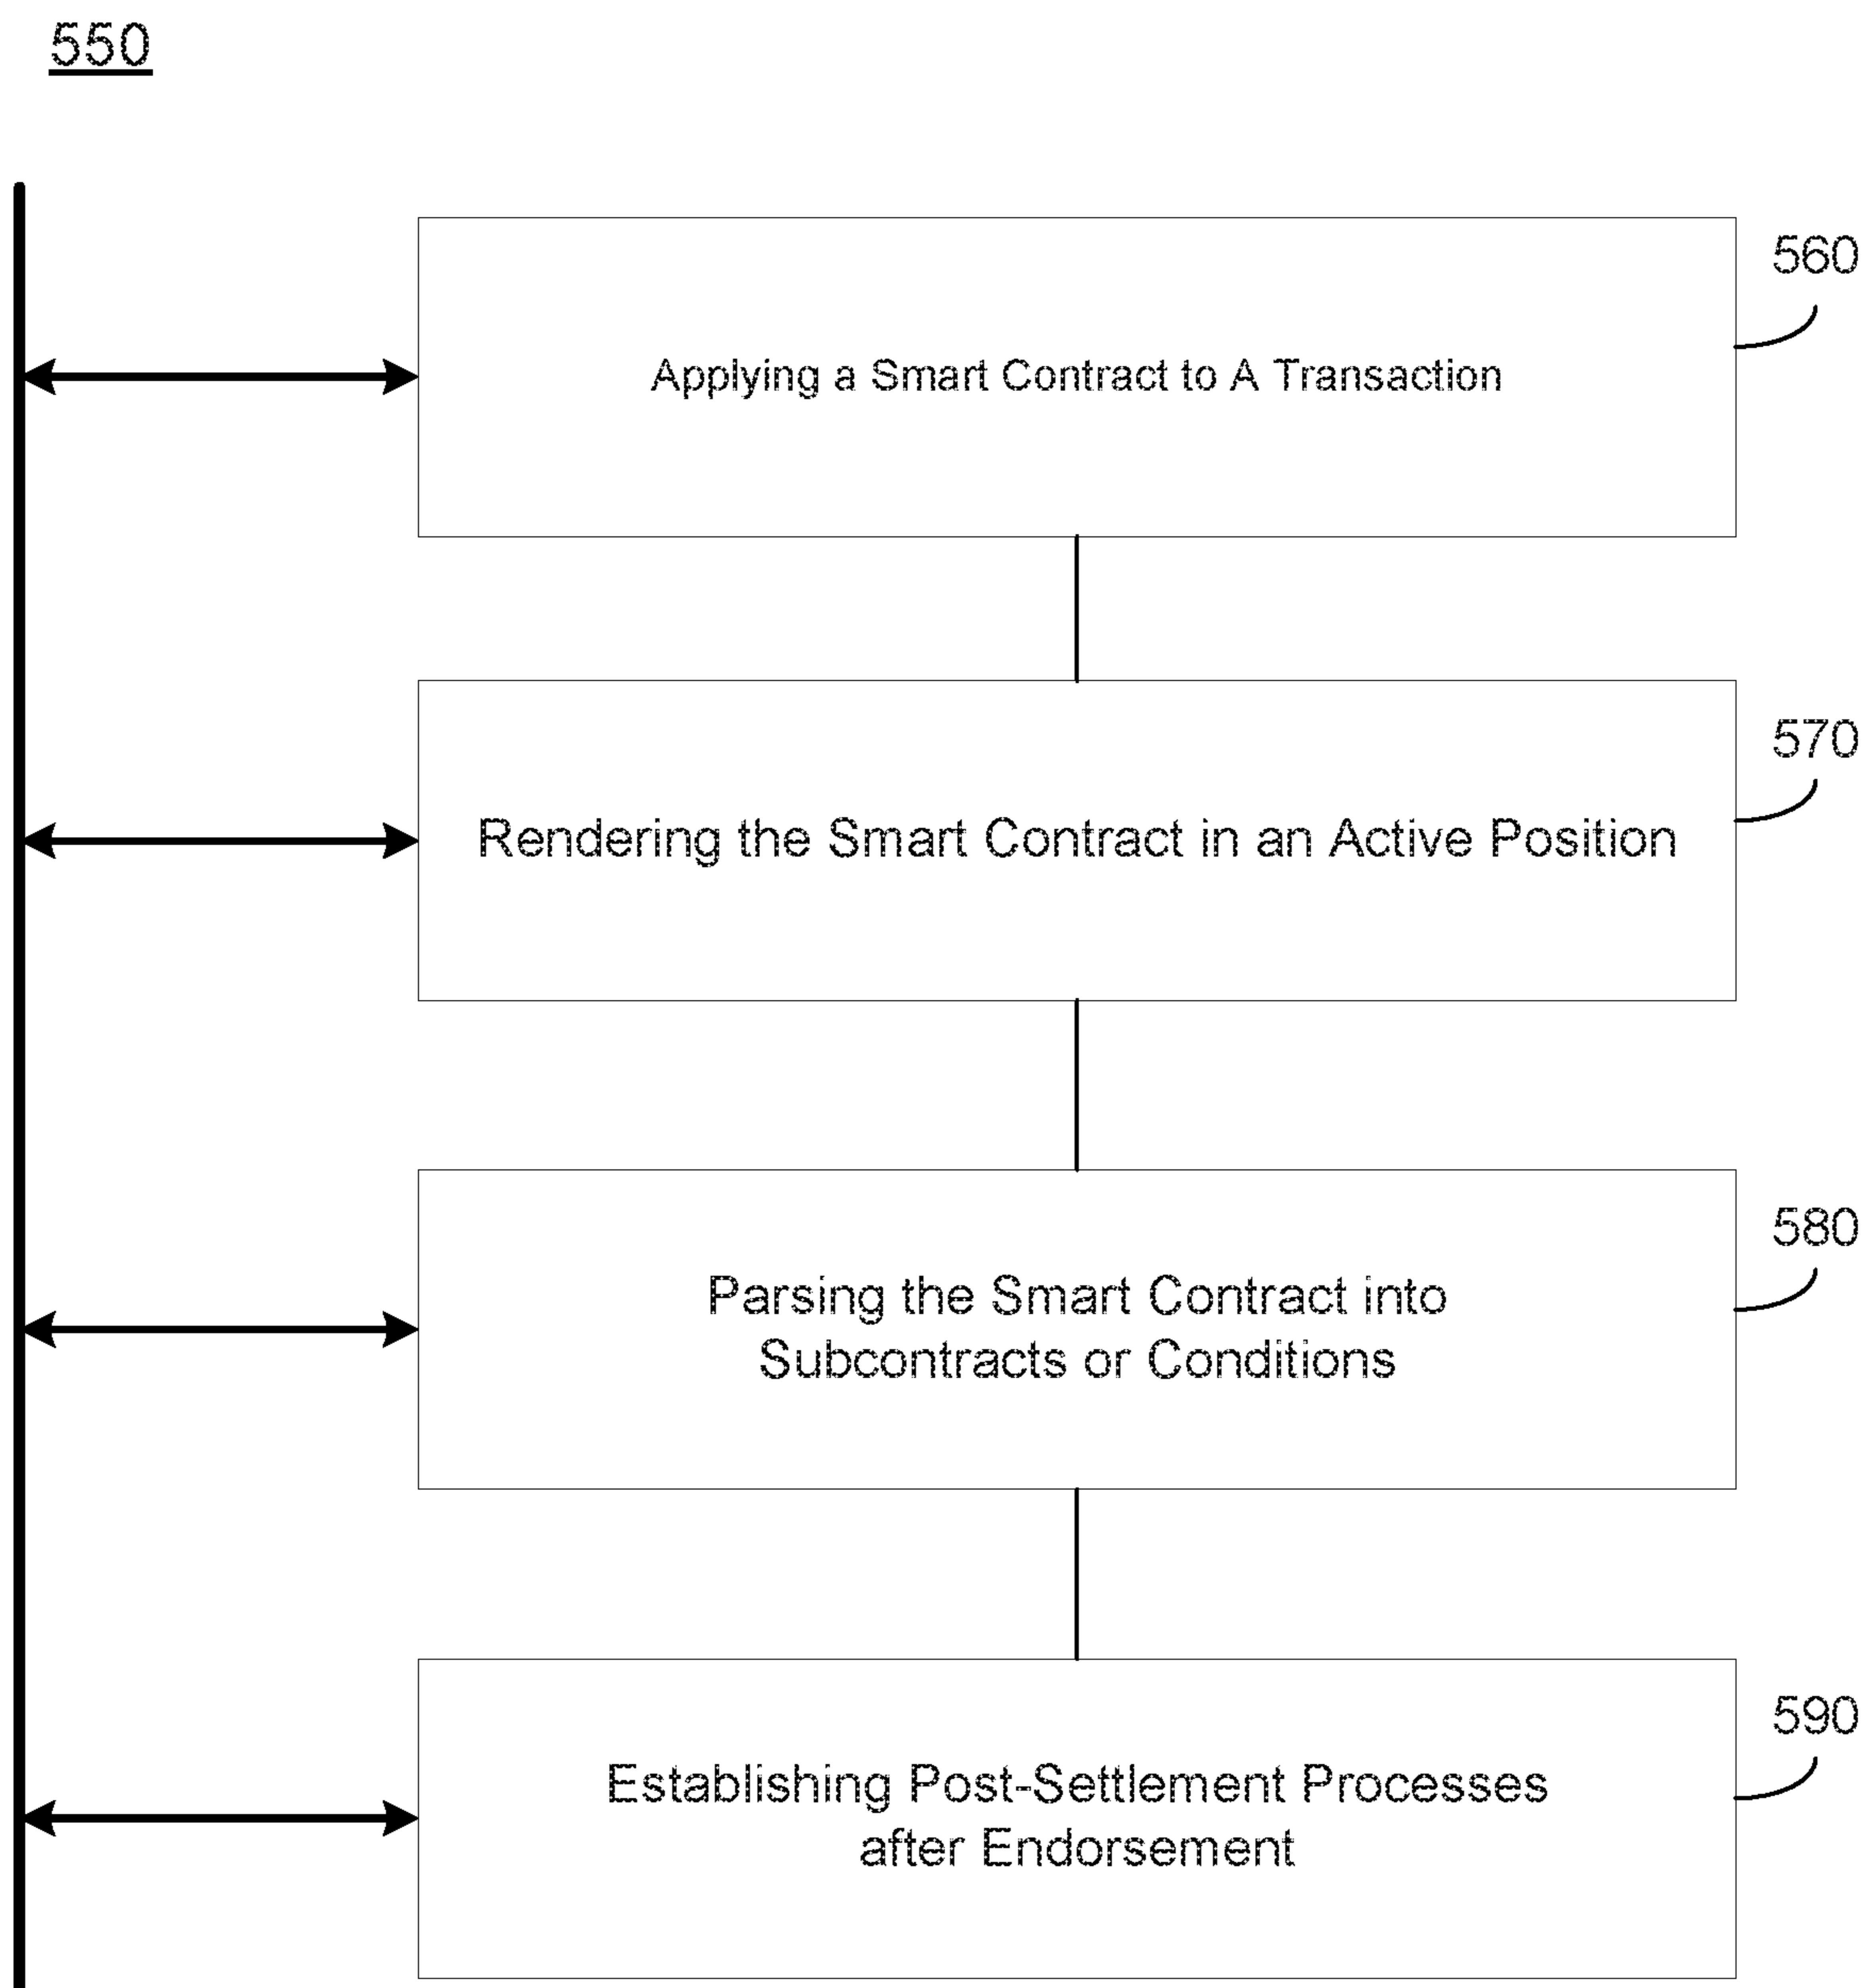 550
560
Applying a Smart Contract to A Transaction
570
Rendering the Smart Contract in an Active Position
580
Parsing the Smart Contract into
Subcontracts or Conditions
590
Establishing Post-Settlement Processes
after Endorsement